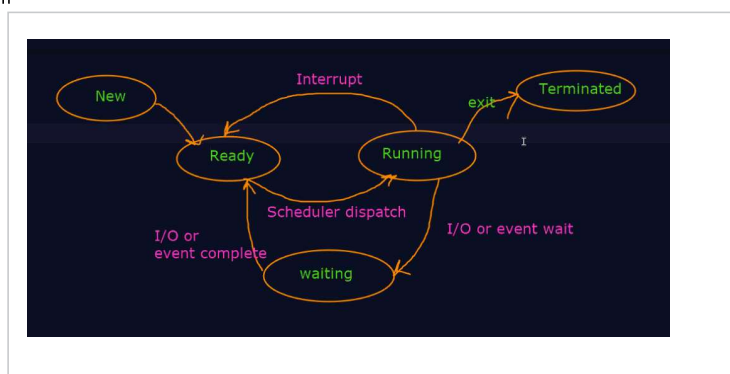 Interrupt
New
exit
Terminated
Ready
Running
Scheduler dispatch
I/O or
event complete
I/O or event wait
waiting